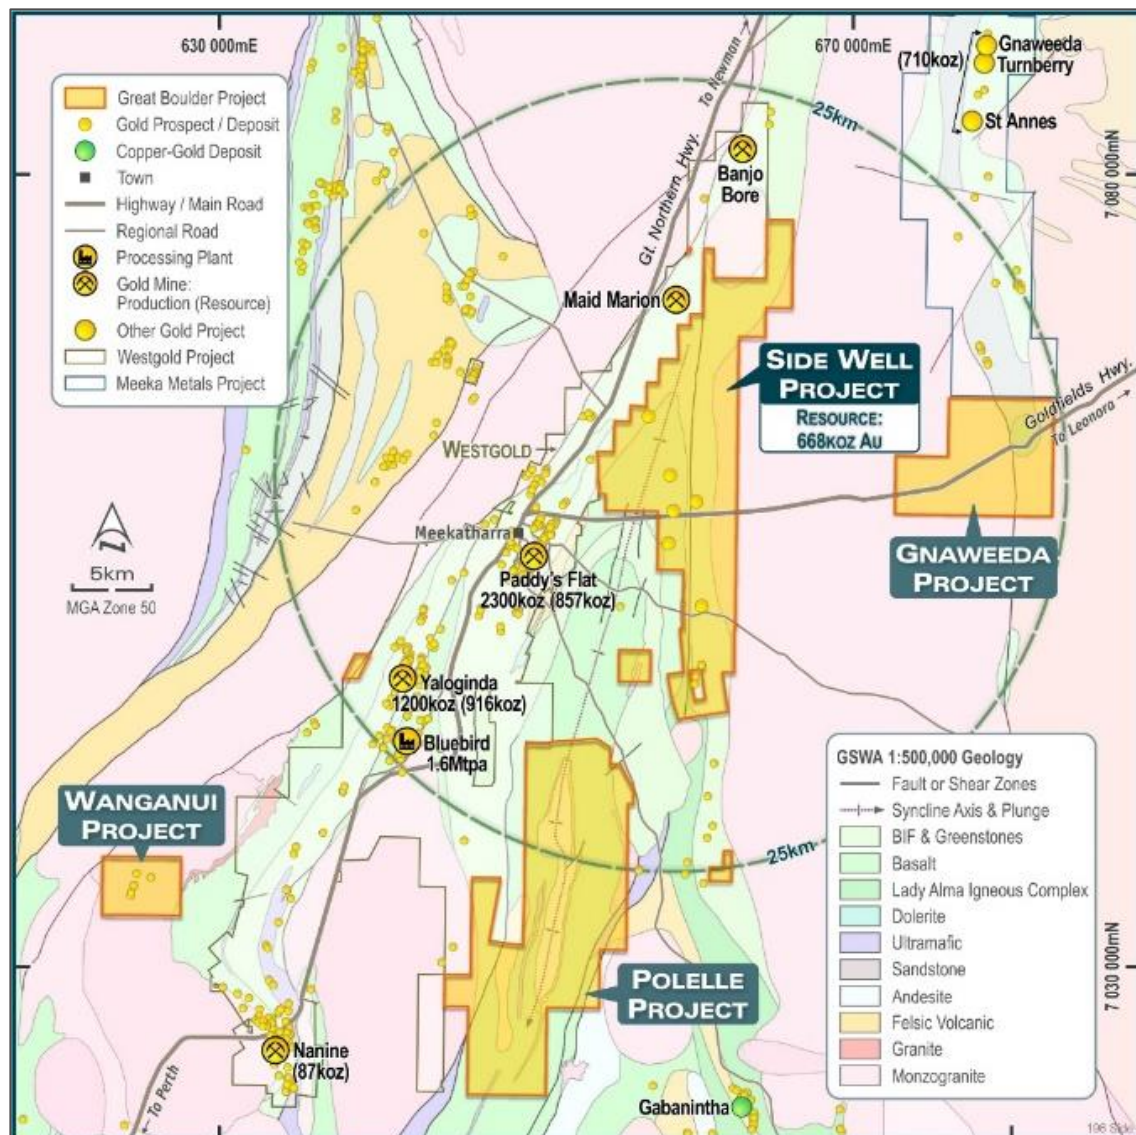 630 000mE
670 000mE
7 080 000mN
7 030 000mN
Great Boulder Project
Gold Prospect / Deposit
Copper-Gold Deposit
Town
Highway / Main Road
Regional Road
Processing Plant
Gold Mine:
Production (Resource)
Other Gold Project
Westgold Project
Meeka Metals Project
To Newman
Gt. Northern Hwy.
25km
Banjo
Bore
Maid Marion
(710koz)
Gnaweeda
Turnberry
St Annes
SIDE WELL
PROJECT
RESOURCE:
668KOZ AU
Goldfields Hwy.
To Leonora
WESTGOLD
Meekatharra
Paddy's Flat
2300koz (857koz)
GNAWEEDA
PROJECT
5km
MGA Zone 50
Yaloginda
1200koz (916koz)
Bluebird
1.6Mtpa
WANGANUI
PROJECT
25km
POLELLE
PROJECT
Nanine
(87koz)
To Perth
Gabanintha
GSWA 1:500,000 Geology
Fault or Shear Zones
Syncline Axis & Plunge
BIF & Greenstones
Basalt
Lady Alma Igneous Complex
Dolerite
Ultramafic
Sandstone
Andesite
Felsic Volcanic
Granite
Monzogranite